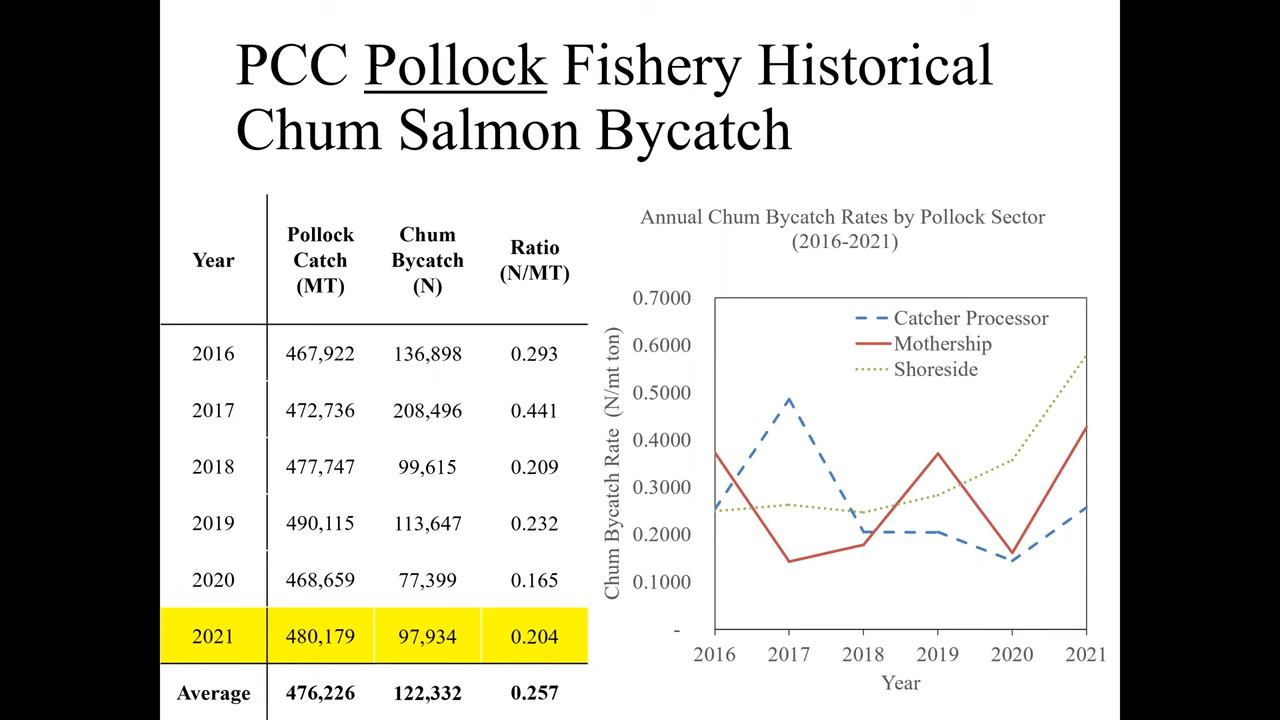 PCC Pollock Fishery Historical
Chum Salmon Bycatch
Year Pollock Catch (MT) Chum Bycatch (N) Ratio (N/MT)
2016 467,922 136,898 0.293
2017 472,736 208,496 0.441
2018 477,747 99,615 0.209
2019 490,115 113,647 0.232
2020 468,659 77,399 0.165
2021 480,179 97,934 0.204
Average 476,226 122,332 0.257
Annual Chum Bycatch Rates by Pollock Sector
(2016-2021)
Chum Bycatch Rate (N/mt ton)
0.7000
0.6000
0.5000
0.4000
0.3000
0.2000
0.1000
-
Catcher Processor
Mothership
Shoreside
2016 2017 2018 2019 2020 2021
Year